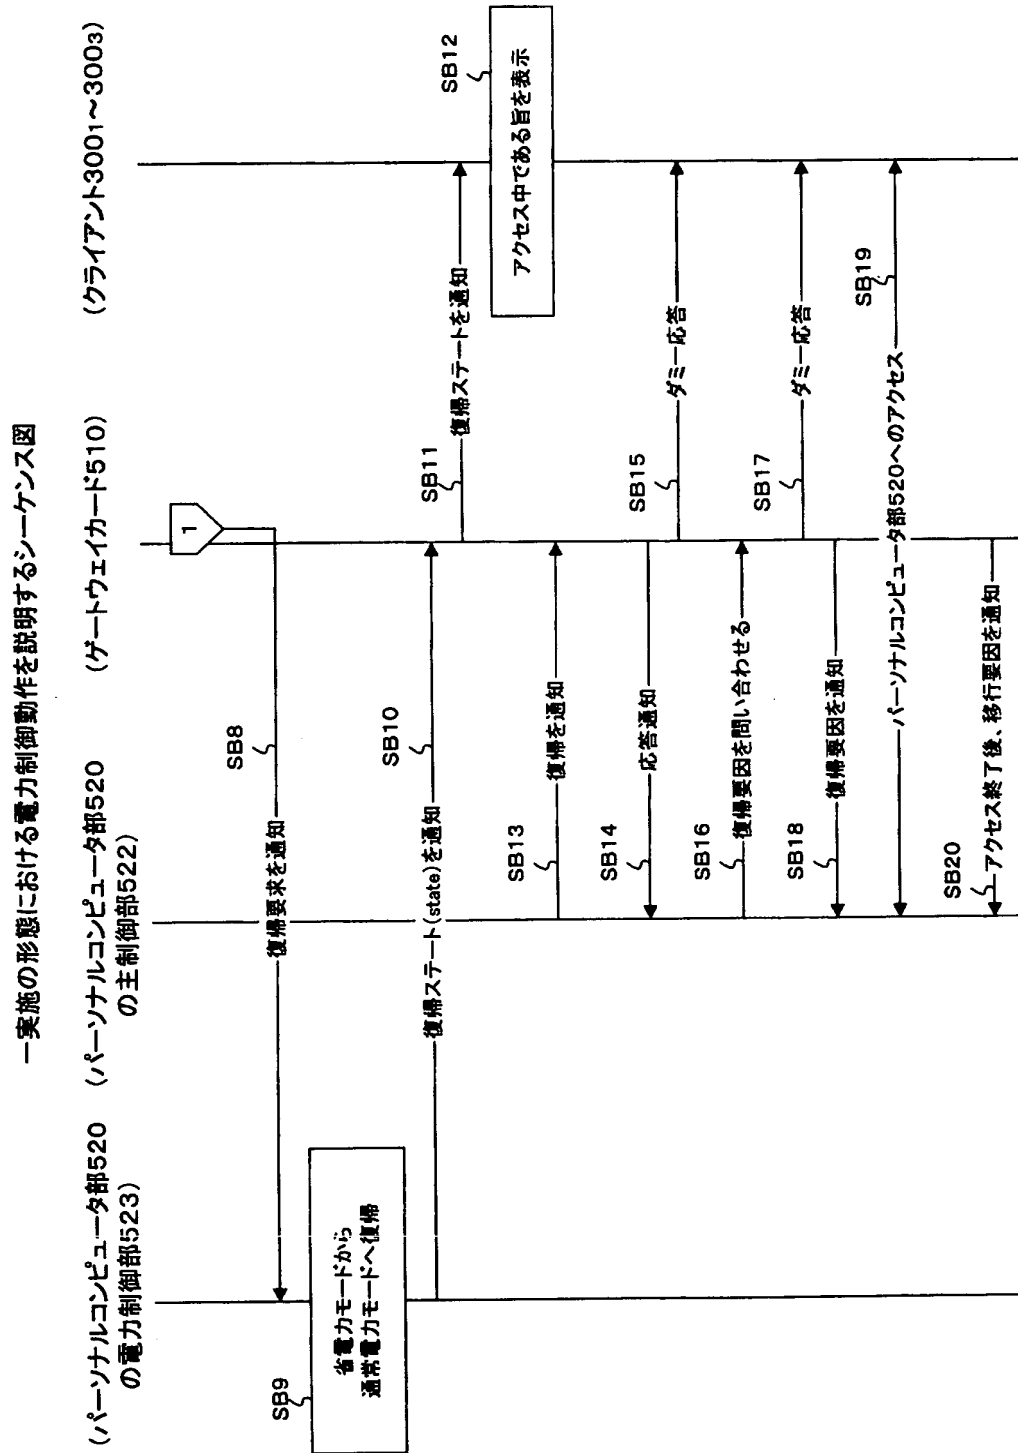 一実施の形態における電力制御動作を説明するシーケンス図
(パーソナルコンピュータ部520
の電力制御部523)
(パーソナルコンピュータ部520
の主制御部522)
(ゲートウェイカード510)
(クライアント300₁~300₃)
1
SB8
復帰要求を通知
SB9
省電力モードから
通常電力モードへ復帰
SB10
復帰ステート(state)を通知
SB11
復帰ステートを通知
SB12
アクセス中である旨を表示
SB13
復帰を通知
SB14
応答通知
SB15
ダミー応答
SB16
復帰要因を問い合わせる
SB17
ダミー応答
SB18
復帰要因を通知
SB19
パーソナルコンピュータ部520へのアクセス
SB20
アクセス終了後、移行要因を通知